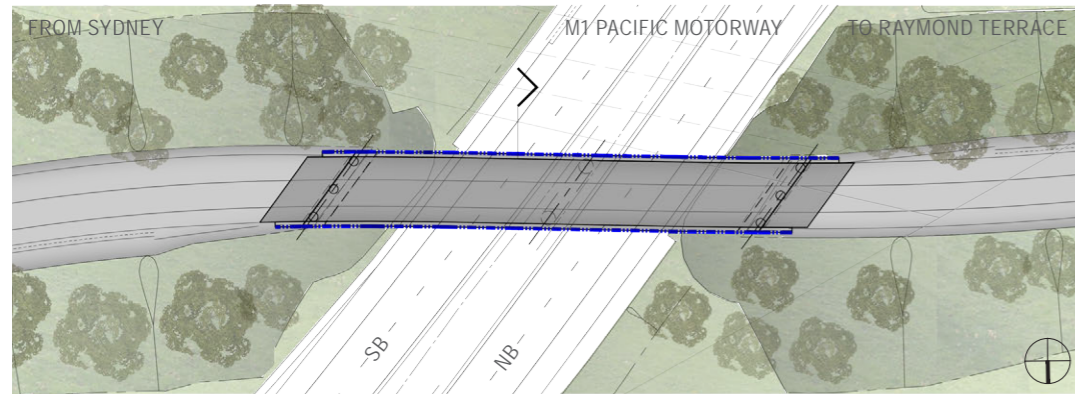 FROM SYDNEY
M1 PACIFIC MOTORWAY
TO RAYMOND TERRACE
SB
NB